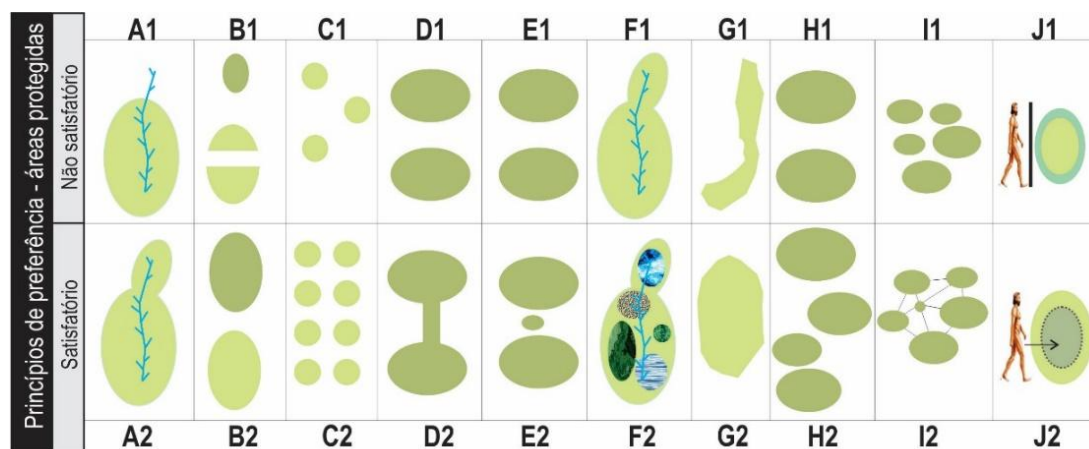 Princípios de preferência - áreas protegidas
A1 B1 C1 D1 E1 F1 G1 H1 I1 J1
Não satisfatório
Satisfatório
A2 B2 C2 D2 E2 F2 G2 H2 I2 J2